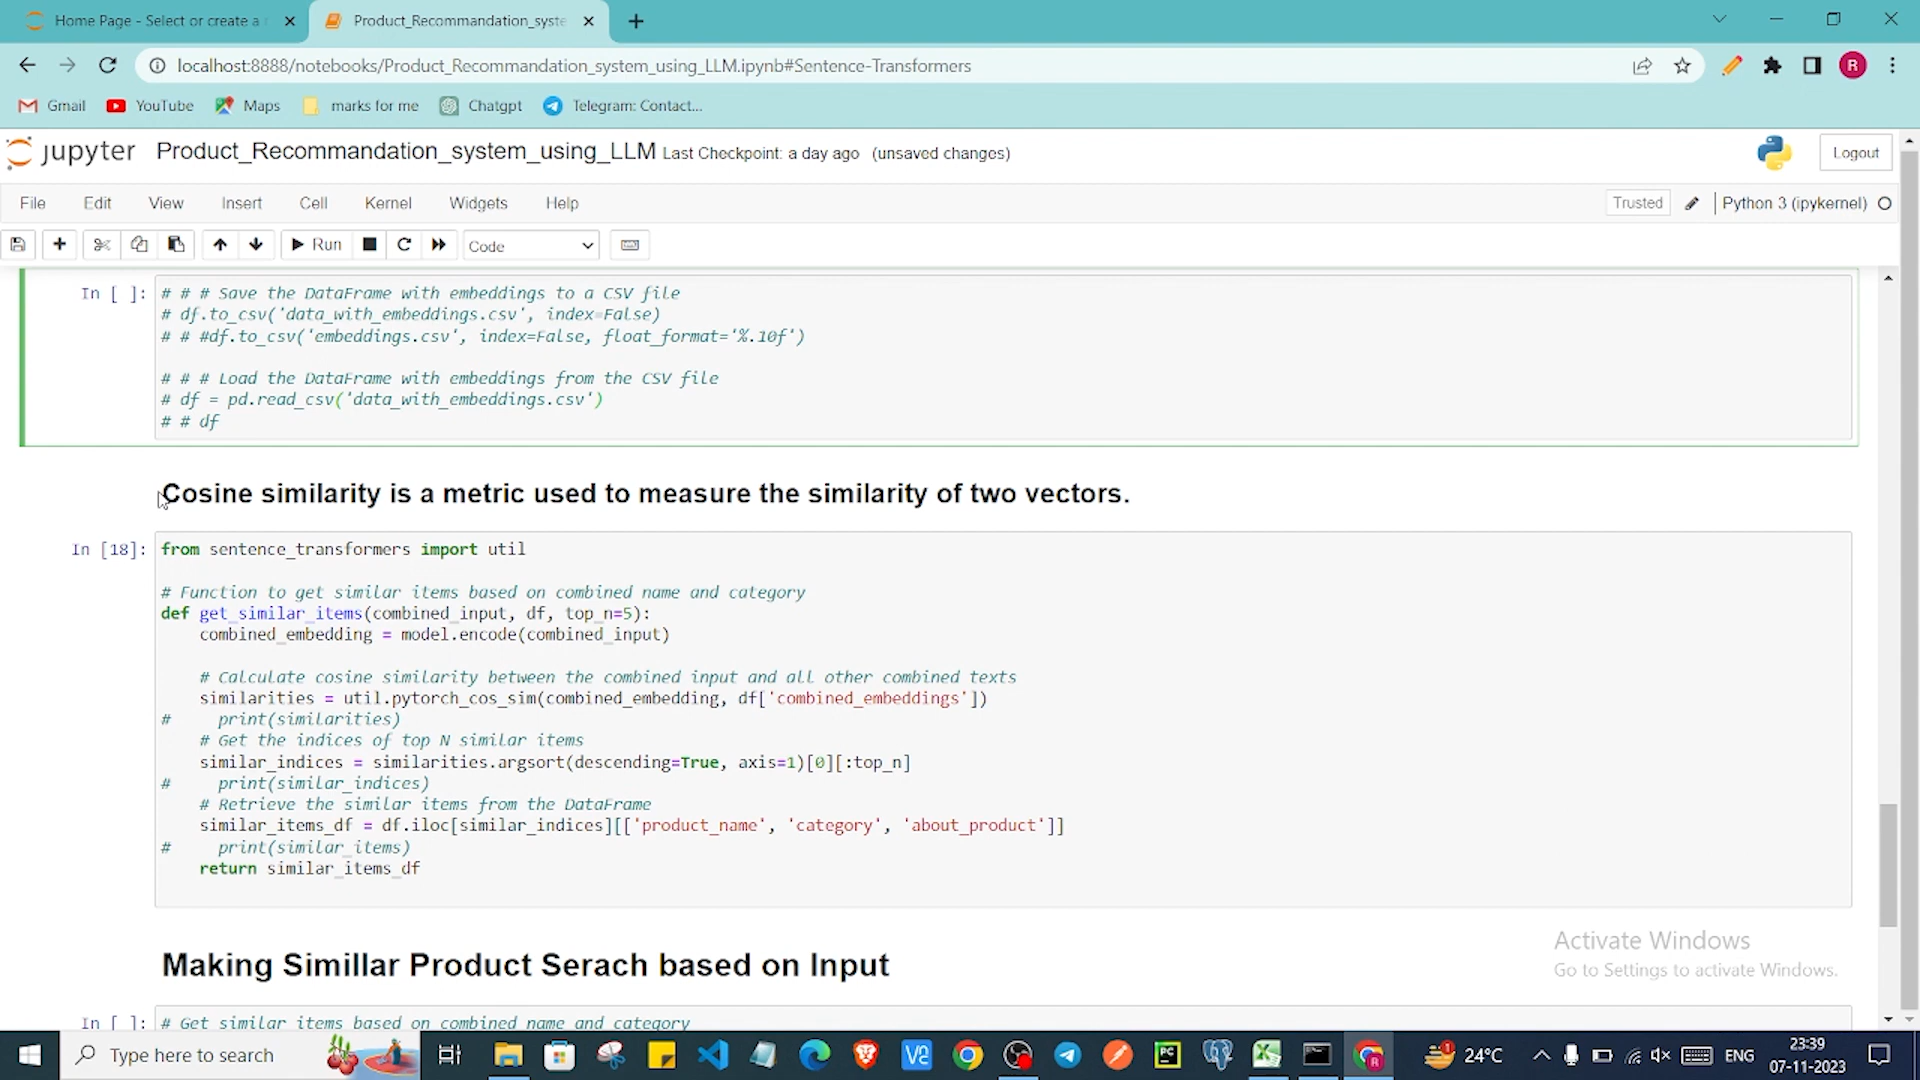 Home Page - Select or create a
Product_Recommandation_syste
localhost:8888/notebooks/Product_Recommandation_system_using_LLM.ipynb#Sentence-Transformers
R
Gmail
YouTube
Maps
marks for me
Chatgpt
Telegram: Contact...
jupyter Product_Recommandation_system_using_LLM Last Checkpoint: a day ago (unsaved changes)
Logout
File Edit View Insert Cell Kernel Widgets Help
Trusted
Python 3 (ipykernel)
Run
Code
In [ ]:
# # # Save the DataFrame with embeddings to a CSV file
# df.to_csv('data_with_embeddings.csv', index=False)
# # #df.to_csv('embeddings.csv', index=False, float_format='%.10f')
# # # Load the DataFrame with embeddings from the CSV file
# df = pd.read_csv('data_with_embeddings.csv')
# # df
Cosine similarity is a metric used to measure the similarity of two vectors.
In [18]:
from sentence_transformers import util
# Function to get similar items based on combined name and category
def get_similar_items(combined_input, df, top_n=5):
    combined_embedding = model.encode(combined_input)
    # Calculate cosine similarity between the combined input and all other combined texts
    similarities = util.pytorch_cos_sim(combined_embedding, df['combined_embeddings'])
#     print(similarities)
    # Get the indices of top N similar items
    similar_indices = similarities.argsort(descending=True, axis=1)[0][:top_n]
#     print(similar_indices)
    # Retrieve the similar items from the DataFrame
    similar_items_df = df.iloc[similar_indices][['product_name', 'category', 'about_product']]
#     print(similar_items)
    return similar_items_df
Making Simillar Product Serach based on Input
In [ ]:
# Get similar items based on combined name and category
Activate Windows
Go to Settings to activate Windows.
Type here to search
24°C
ENG
23:39
07-11-2023